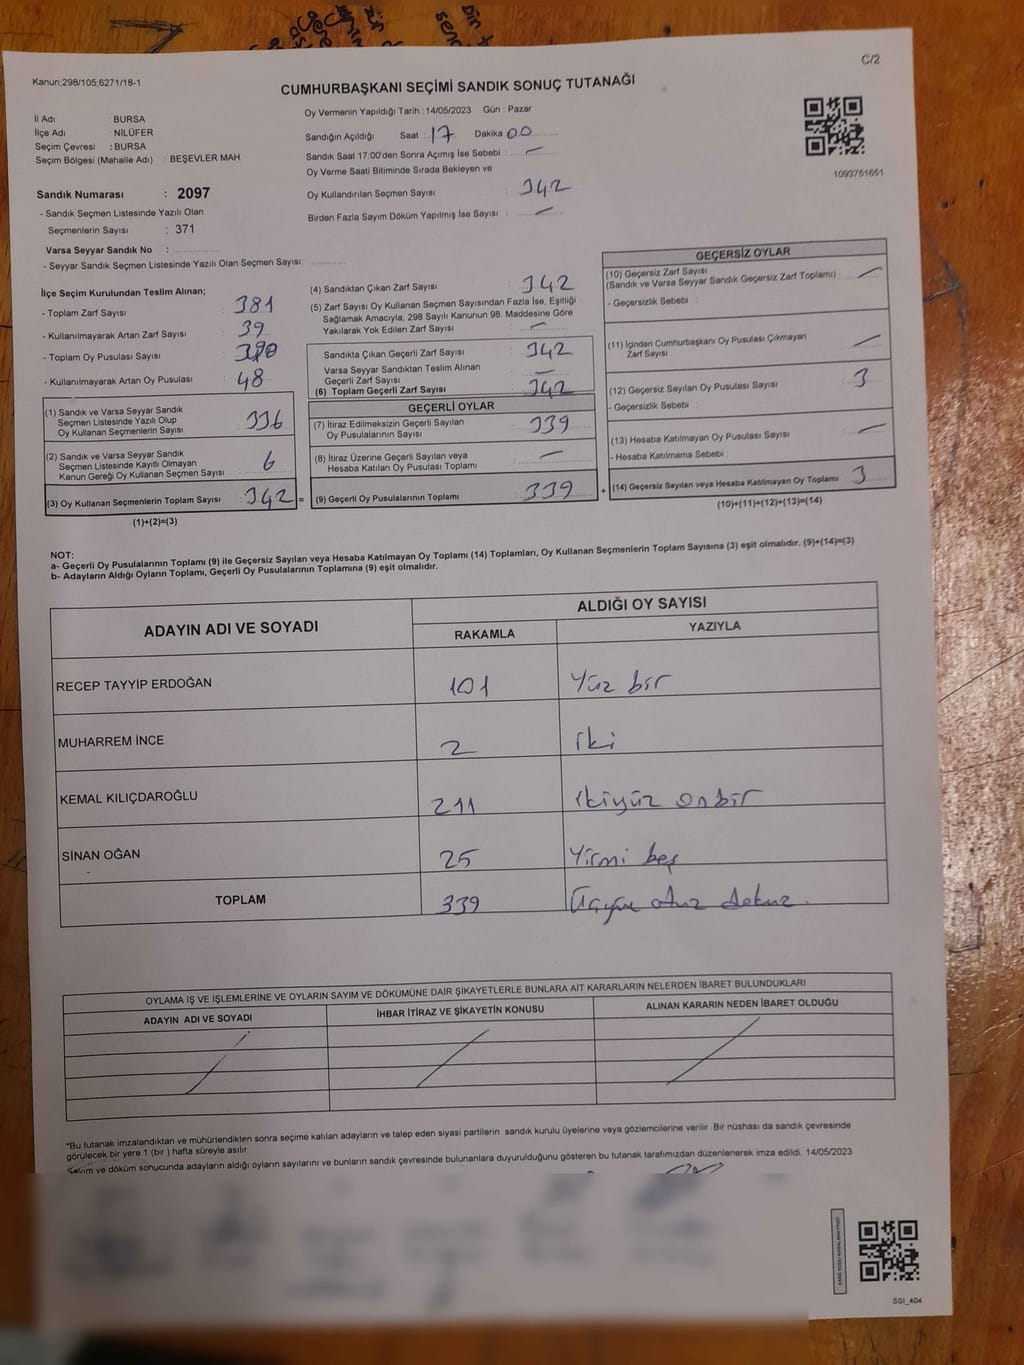 C/2
Kanun;298/105;6271/18-1
CUMHURBAŞKANI SEÇİMİ SANDIK SONUÇ TUTANAĞI
İl Adı : BURSA
İlçe Adı : NİLÜFER
Seçim Çevresi : BURSA
Seçim Bölgesi (Mahalle Adı) : BEŞEVLER MAH.
Sandık Numarası : 2097
- Sandık Seçmen Listesinde Yazılı Olan
Seçmenlerin Sayısı : 371
Varsa Seyyar Sandık No :
- Seyyar Sandık Seçmen Listesinde Yazılı Olan Seçmen Sayısı:
Oy Vermenin Yapıldığı Tarih : 14/05/2023 Gün : Pazar
Sandığın Açıldığı Saat : 17 Dakika 00
Sandık Saat 17:00'den Sonra Açımış İse Sebebi : —
Oy Verme Saati Bitiminde Sırada Bekleyen ve
Oy Kullandırılan Seçmen Sayısı : 342
Birden Fazla Sayım Döküm Yapılmış İse Sayısı : —
1093751651
İlçe Seçim Kurulundan Teslim Alınan;
- Toplam Zarf Sayısı : 381
- Kullanılmayarak Artan Zarf Sayısı : 39
- Toplam Oy Pusulası Sayısı :
- Kullanılmayarak Artan Oy Pusulası : 48
(1) Sandık ve Varsa Seyyar Sandık
Seçmen Listesinde Yazılı Olup
Oy Kullanan Seçmenlerin Sayısı : 336
(2) Sandık ve Varsa Seyyar Sandık
Seçmen Listesinde Kayıtlı Olmayan
Kanun Gereği Oy Kullanan Seçmen Sayısı : 6
(3) Oy Kullanan Seçmenlerin Toplam Sayısı : 342 =
(1)+(2)=(3)
(4) Sandıktan Çıkan Zarf Sayısı : 342
(5) Zarf Sayısı Oy Kullanan Seçmen Sayısından Fazla İse, Eşitliği
Sağlamak Amacıyla; 298 Sayılı Kanunun 98. Maddesine Göre
Yakılarak Yok Edilen Zarf Sayısı : —
Sandıkta Çıkan Geçerli Zarf Sayısı : 342
Varsa Seyyar Sandıktan Teslim Alınan
Geçerli Zarf Sayısı : —
(6) Toplam Geçerli Zarf Sayısı : 342
GEÇERLİ OYLAR
(7) İtiraz Edilmeksizin Geçerli Sayılan
Oy Pusulalarının Sayısı : 339
(8) İtiraz Üzerine Geçerli Sayılan veya
Hesaba Katılan Oy Pusulası Toplamı : —
(9) Geçerli Oy Pusulalarının Toplamı : 339 +
GEÇERSİZ OYLAR
(10) Geçersiz Zarf Sayısı
(Sandık ve Varsa Seyyar Sandık Geçersiz Zarf Toplamı) : —
- Geçersizlik Sebebi :
(11) İçinden Cumhurbaşkanı Oy Pusulası Çıkmayan
Zarf Sayısı : —
(12) Geçersiz Sayılan Oy Pusulası Sayısı : 3
- Geçersizlik Sebebi :
(13) Hesaba Katılmayan Oy Pusulası Sayısı : —
- Hesaba Katılmama Sebebi :
(14) Geçersiz Sayılan veya Hesaba Katılmayan Oy Toplamı : 3
(10)+(11)+(12)+(13)=(14)
NOT:
a- Geçerli Oy Pusulalarının Toplamı (9) ile Geçersiz Sayılan veya Hesaba Katılmayan Oy Toplamı (14) Toplamları, Oy Kullanan Seçmenlerin Toplam Sayısına (3) eşit olmalıdır. (9)+(14)=(3)
b- Adayların Aldığı Oyların Toplamı, Geçerli Oy Pusulalarının Toplamına (9) eşit olmalıdır.
ADAYIN ADI VE SOYADI
ALDIĞI OY SAYISI
RAKAMLA YAZIYLA
RECEP TAYYİP ERDOĞAN 101 Yüz bir
MUHARREM İNCE 2 iki
KEMAL KILIÇDAROĞLU 211 ikiyüz onbir
SİNAN OĞAN 25 Yirmi beş
TOPLAM 339 Üçyüz otuz dokuz
OYLAMA İŞ VE İŞLEMLERİNE VE OYLARIN SAYIM VE DÖKÜMÜNE DAİR ŞİKAYETLERLE BUNLARA AİT KARARLARIN NELERDEN İBARET BULUNDUKLARI
ADAYIN ADI VE SOYADI İHBAR İTİRAZ VE ŞİKAYETİN KONUSU ALINAN KARARIN NEDEN İBARET OLDUĞU
*Bu tutanak imzalandıktan ve mühürlendikten sonra seçime katılan adayların ve talep eden siyasi partilerin sandık kurulu üyelerine veya gözlemcilerine verilir. Bir nüshası da sandık çevresinde
görülecek bir yere 1 (bir ) hafta süreyle asılır.
Sayım ve döküm sohucunda adayların aldığı oyların sayılarını ve bunların sandık çevresinde bulunanlara duyurulduğunu gösteren bu tutanak tarafımızdan düzenlenerek imza edildi. 14/05/2023
SSI_404